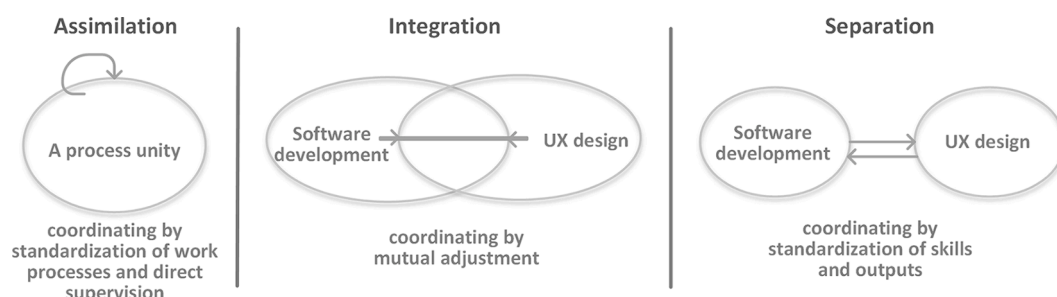 Assimilation
A process unity
coordinating by
standardization of work
processes and direct
supervision
Integration
Software
development
UX design
coordinating by
mutual adjustment
Separation
Software
development
UX design
coordinating by
standardization of skills
and outputs